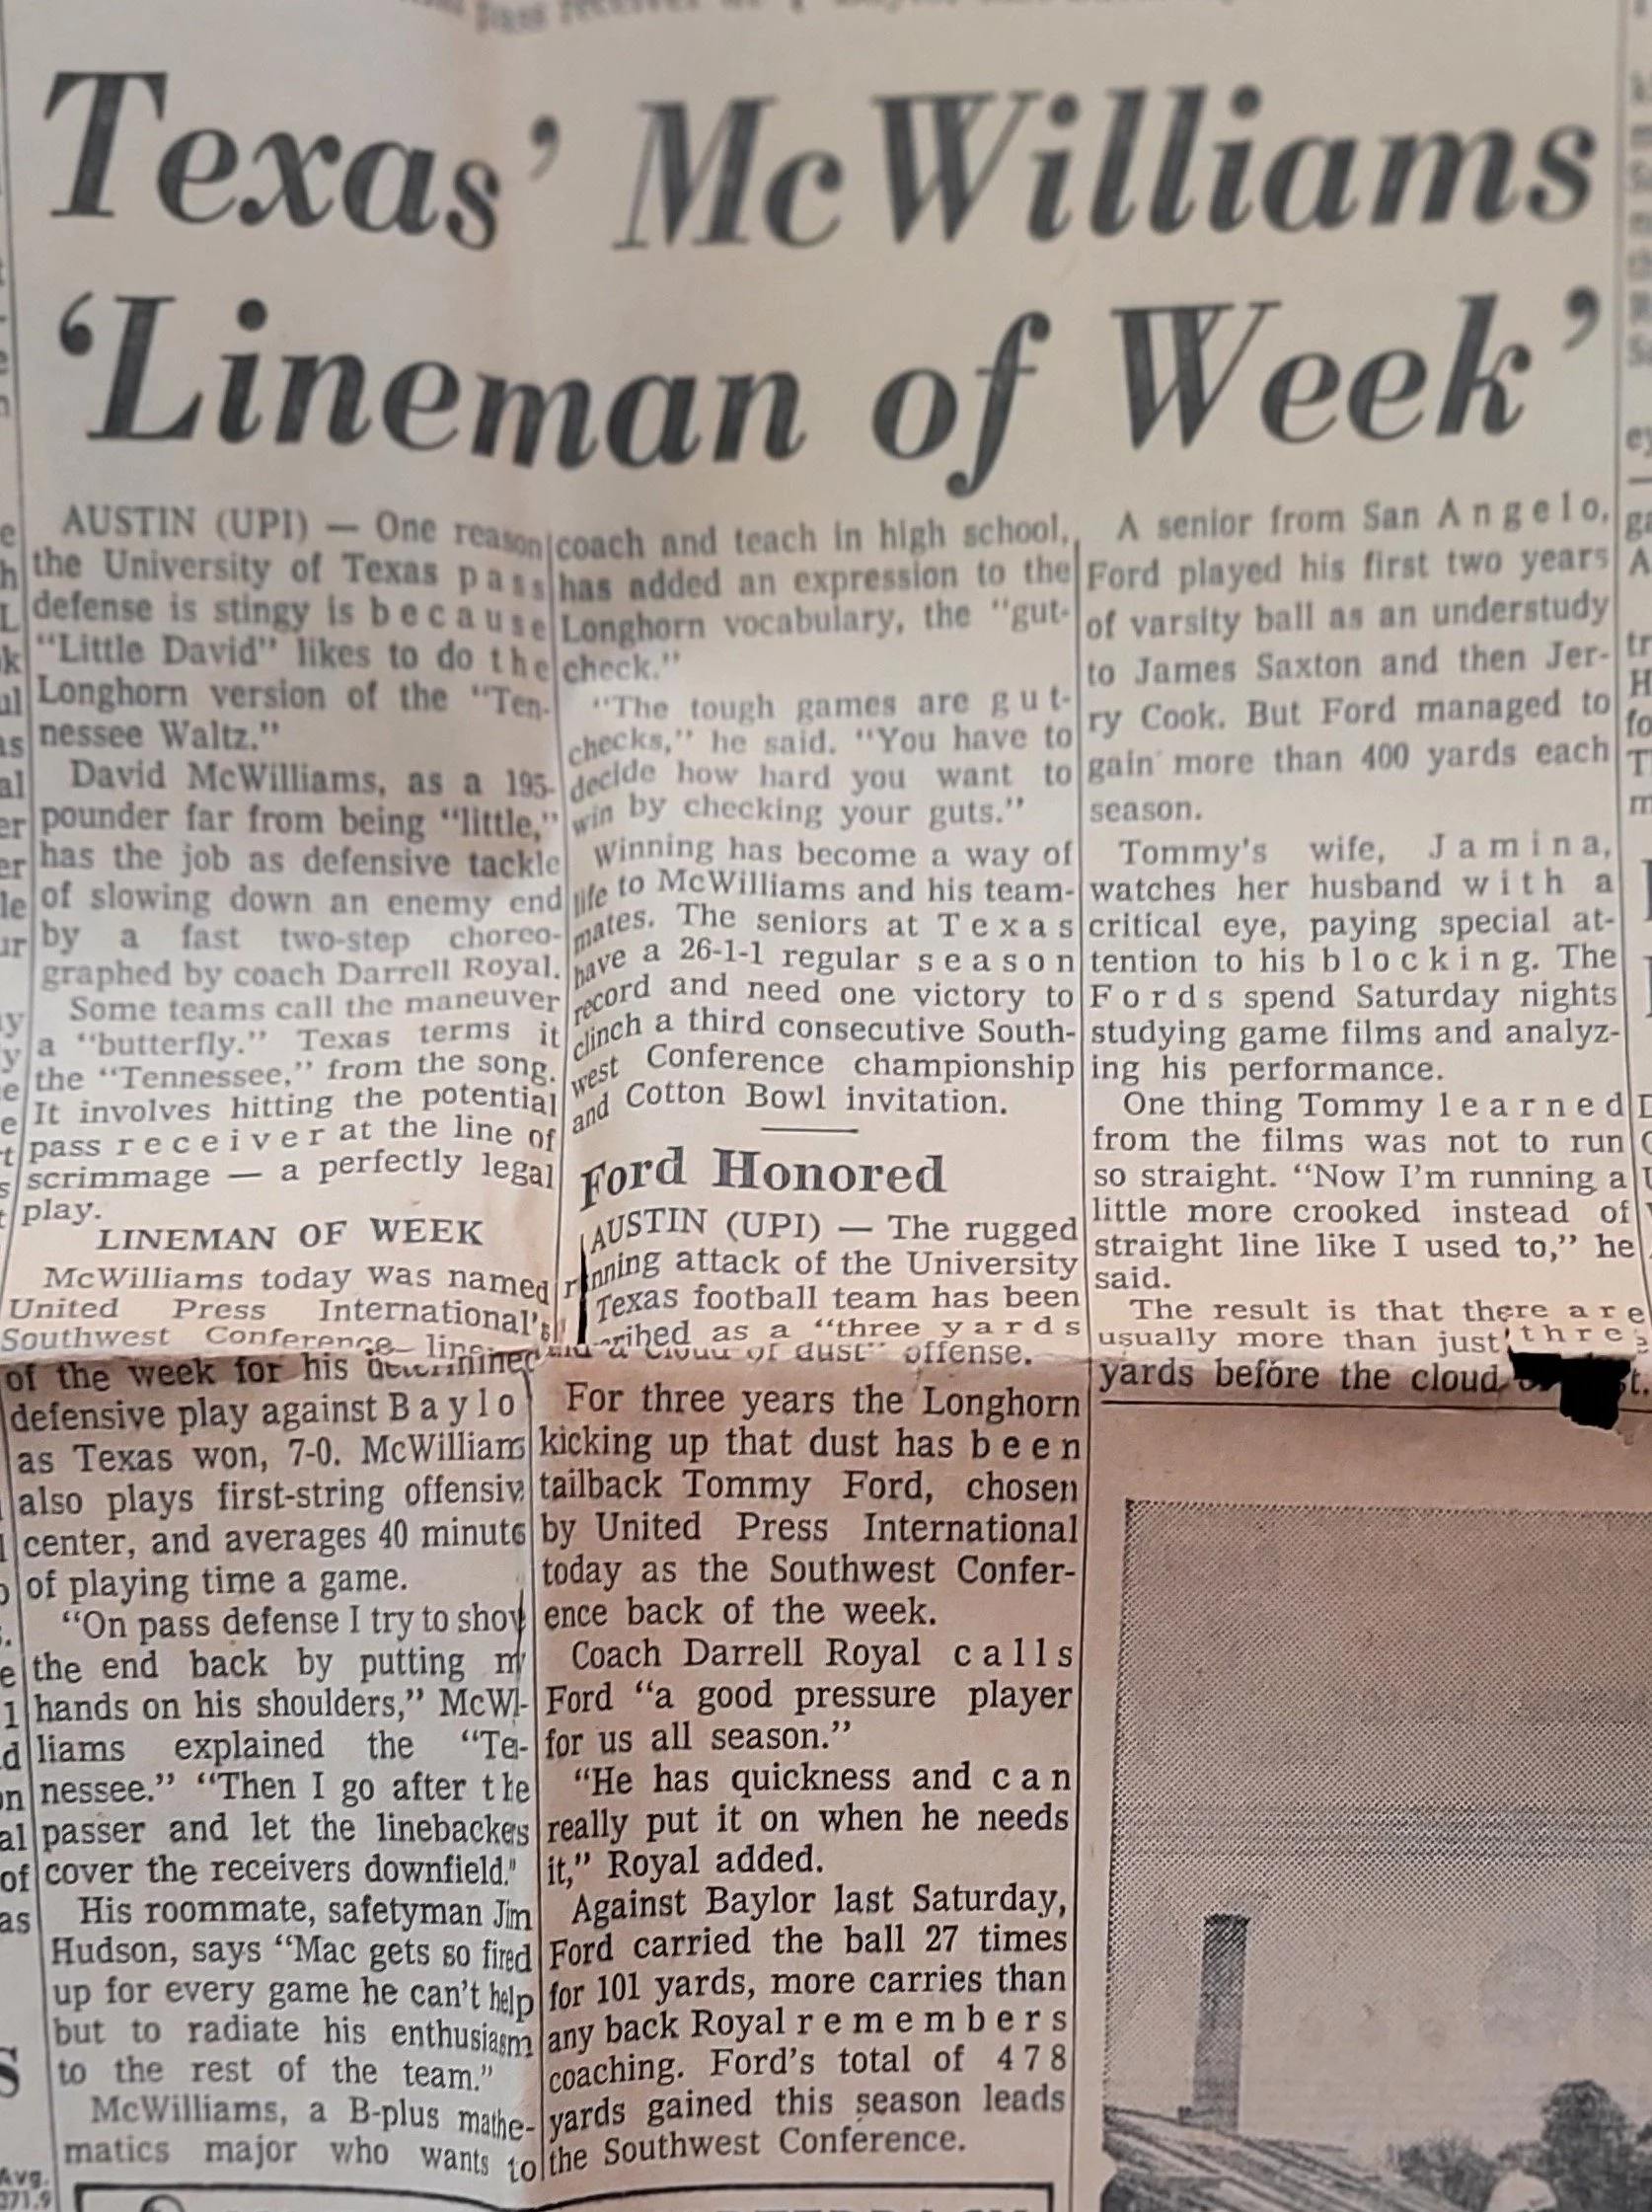 Texas' McWilliams
'Lineman of Week'
AUSTIN (UPI) — One reason
the University of Texas pass
defense is stingy is because
"Little David" likes to do the
Longhorn version of the "Ten-
nessee Waltz."
David McWilliams, as a 195-
pounder far from being "little,"
has the job as defensive tackle
of slowing down an enemy end
by a fast two-step choreo-
graphed by coach Darrell Royal.
Some teams call the maneuver
a "butterfly." Texas terms it
the "Tennessee," from the song.
It involves hitting the potential
pass receiver at the line of
scrimmage — a perfectly legal
play.
LINEMAN OF WEEK
McWilliams today was named
United Press International's
Southwest Conference
of the week for his determined
defensive play against Baylo
as Texas won, 7-0. McWilliams
also plays first-string offensiv
center, and averages 40 minute
of playing time a game.
"On pass defense I try to shov
the end back by putting m
hands on his shoulders," McWl-
liams explained the "Te-
nessee." "Then I go after the
passer and let the linebackers
cover the receivers downfield."
His roommate, safetyman Jim
Hudson, says "Mac gets so fired
up for every game he can't help
but to radiate his enthusiasm
to the rest of the team."
McWilliams, a B-plus mathe-
matics major who wants to
coach and teach in high school,
has added an expression to the
Longhorn vocabulary, the "gut-
check."
"The tough games are gut-
checks," he said. "You have to
decide how hard you want to
win by checking your guts."
Winning has become a way of
life to McWilliams and his team-
mates. The seniors at Texas
have a 26-1-1 regular season
record and need one victory to
clinch a third consecutive South-
west Conference championship
and Cotton Bowl invitation.
Ford Honored
AUSTIN (UPI) — The rugged
running attack of the University
Texas football team has been
as a "three yards
a cloud of dust" offense.
For three years the Longhorn
kicking up that dust has been
tailback Tommy Ford, chosen
by United Press International
today as the Southwest Confer-
ence back of the week.
Coach Darrell Royal calls
Ford "a good pressure player
for us all season."
"He has quickness and can
really put it on when he needs
it," Royal added.
Against Baylor last Saturday,
Ford carried the ball 27 times
for 101 yards, more carries than
any back Royal remembers
coaching. Ford's total of 478
yards gained this season leads
the Southwest Conference.
A senior from San Angelo,
Ford played his first two years
of varsity ball as an understudy
to James Saxton and then Jer-
ry Cook. But Ford managed to
gain more than 400 yards each
season.
Tommy's wife, Jamina,
watches her husband with a
critical eye, paying special at-
tention to his blocking. The
Fords spend Saturday nights
studying game films and analyz-
ing his performance.
One thing Tommy learned
from the films was not to run
so straight. "Now I'm running a
little more crooked instead of
straight line like I used to," he
said.
The result is that there are
usually more than just three
yards before the cloud
Avg.
371.9